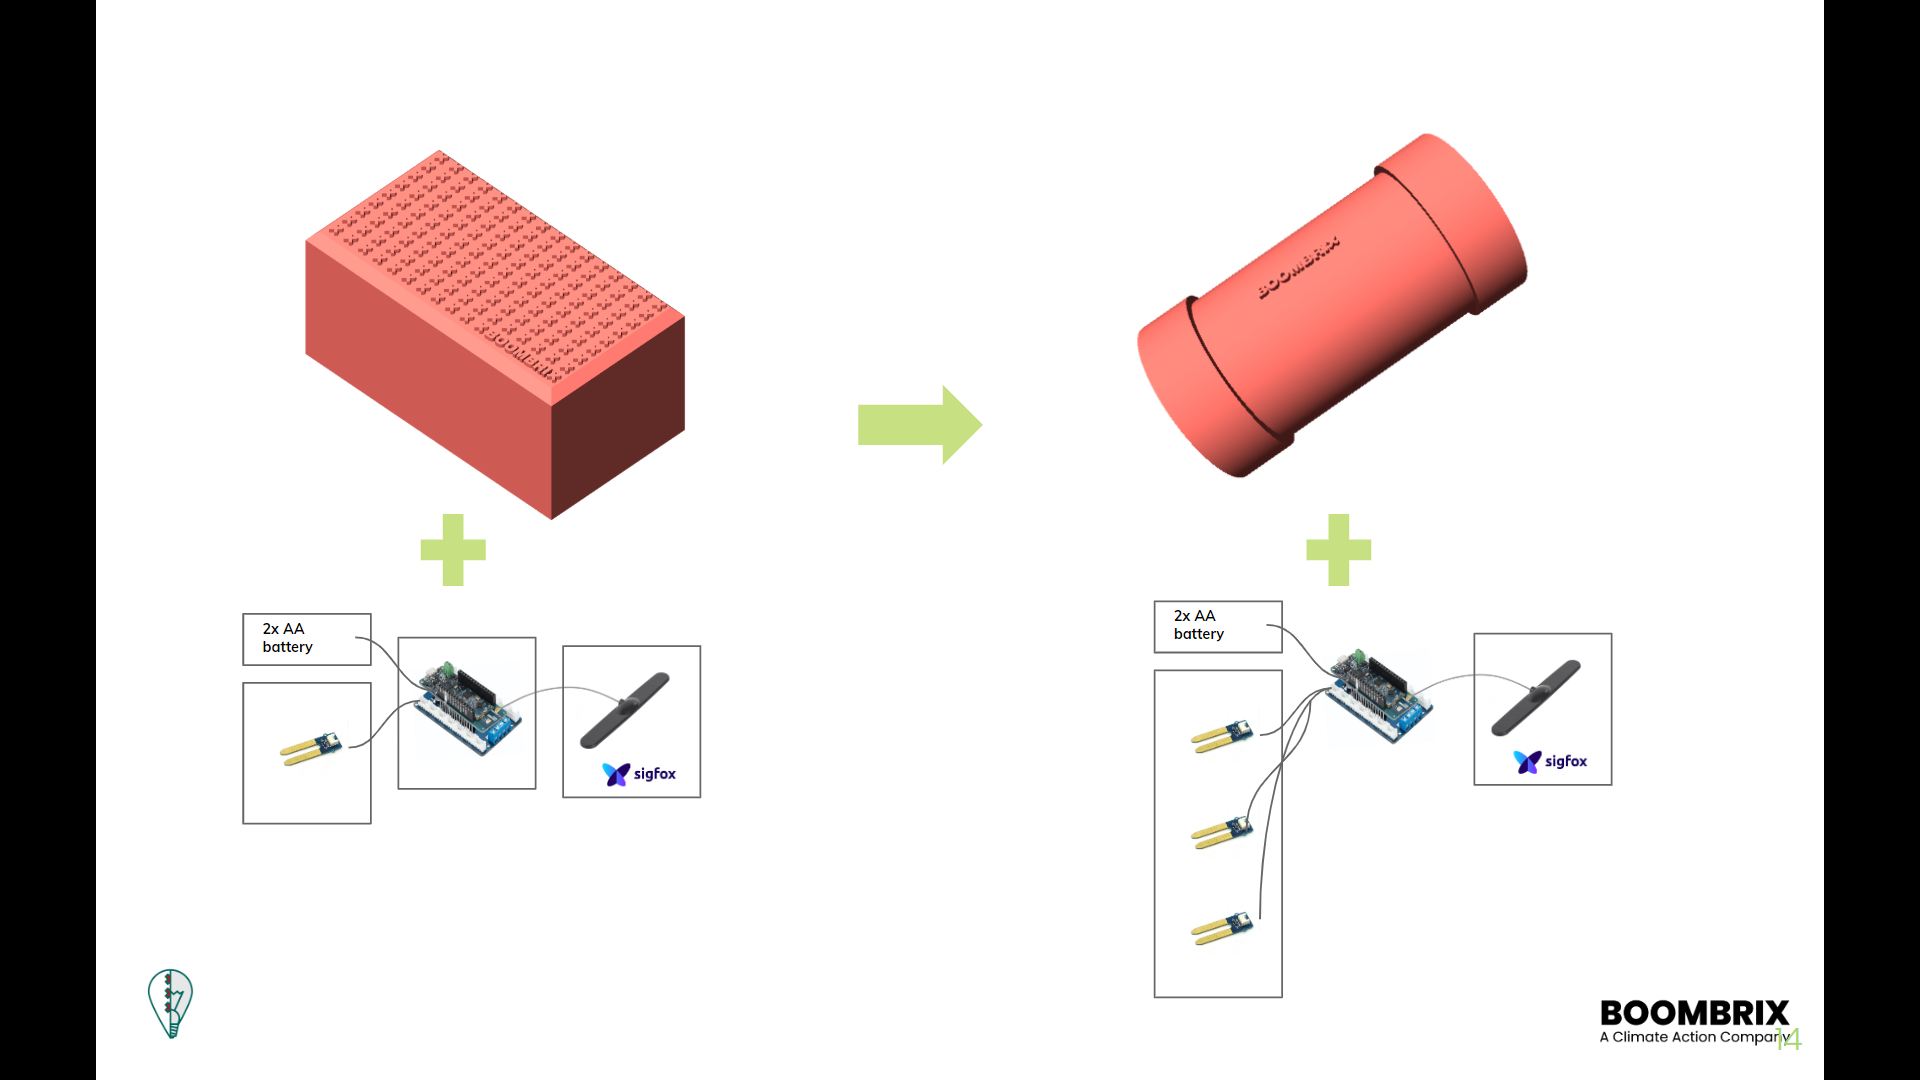 BOOMBRIX
BOOMBRIX
2x AA
battery
sigfox
2x AA
battery
sigfox
BOOMBRIX
A Climate Action Company
14